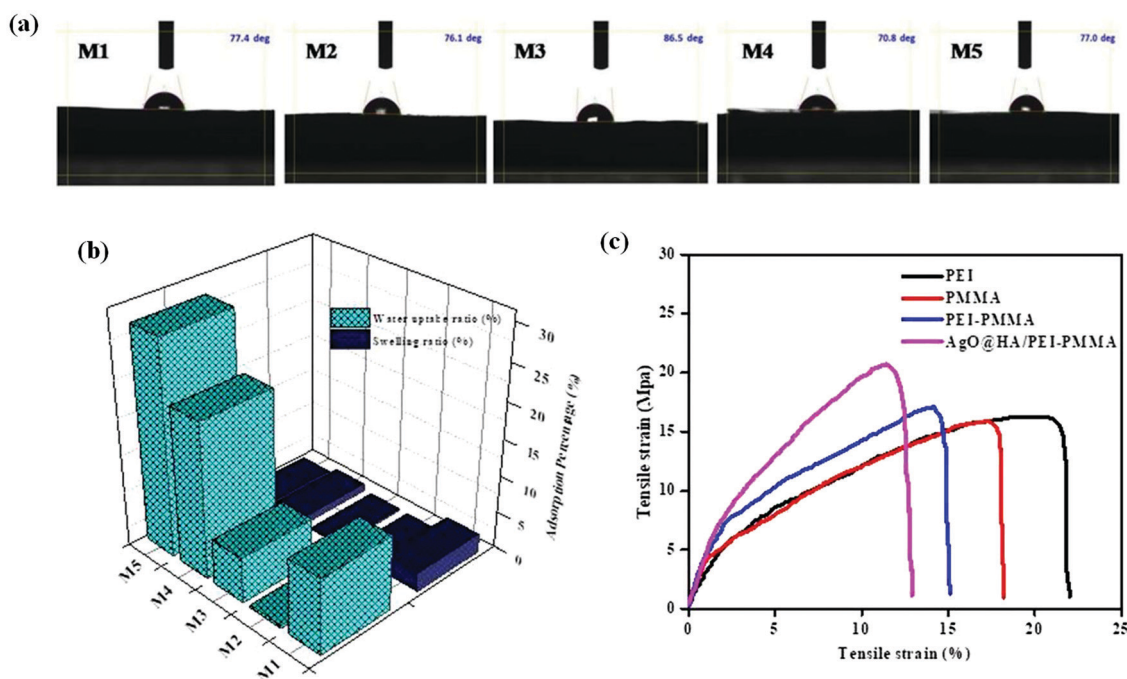 (a)
M1 77.4 deg
M2 76.1 deg
M3 86.5 deg
M4 70.8 deg
M5 77.0 deg
(b)
Water uptake ratio (%)
Swelling ratio (%)
30
25
20
15
10
5
0
Adsorption Percentage (%)
M5
M4
M3
M2
M1
(c)
30
25
20
15
10
5
0
Tensile strain (Mpa)
PEI
PMMA
PEI-PMMA
AgO@HA/PEI-PMMA
0 5 10 15 20 25
Tensile strain (%)